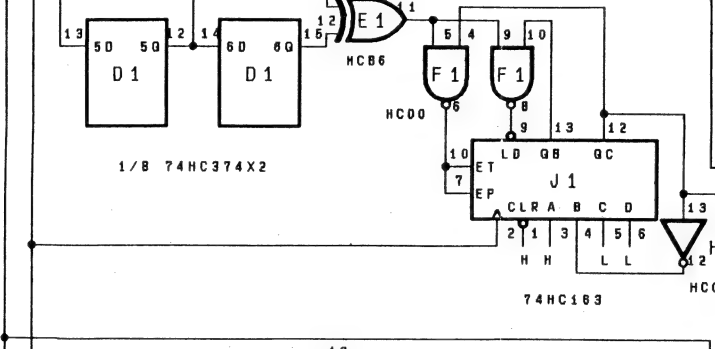 11
12
E1
13
5D
5Q
12
14
6D
6Q
15
5
4
9
10
D1
D1
HC86
F1
F1
6
8
HC00
9
13
12
1/8 74HC374X2
10
LD
QB
QC
ET
7
J1
EP
CLR
A
B
C
D
13
2
1
3
4
5
6
H
H
L
L
12
74HC163